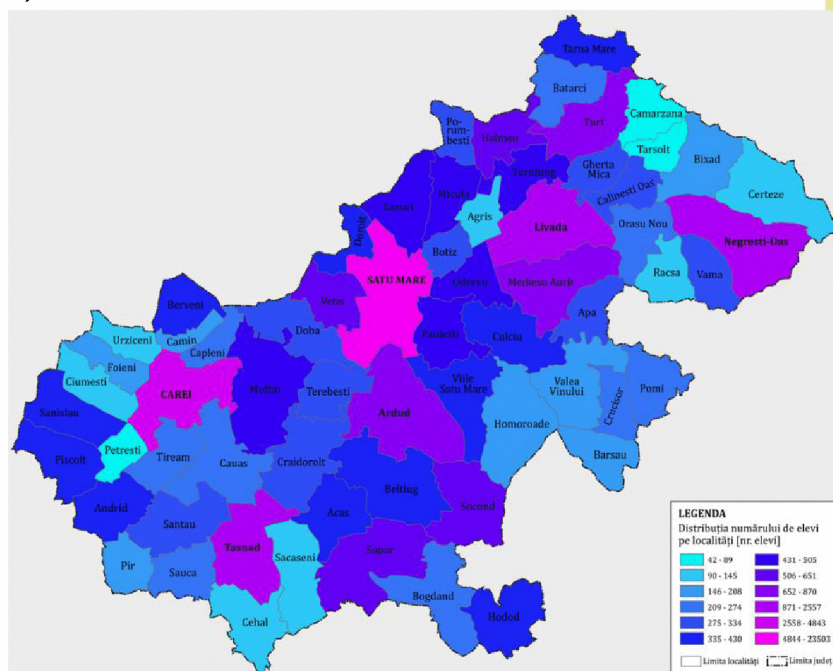 Tarna Mare
Batarci
Camarzana
Turt
Po-
rum-
besti
Halmeu
Tarsolt
Bixad
Gherta
Mica
Turulung
Certeze
Micula
Calinesti Oas
Lazuri
Agris
Orasu Nou
Livada
Negresti-Oas
Dorolt
Botiz
SATU MARE
Racsa
Vama
Odoreu
Mediesu Aurit
Vetis
Berveni
Apa
Paulesti
Culciu
Doba
Urziceni
Camin
Capleni
Foieni
Ciumesti
Moftin
Viile
Satu Mare
Valea
Vinului
Crucisor
Pomi
Terebesti
CAREI
Sanislau
Ardud
Homoroade
Petresti
Barsau
Piscolt
Tiream
Cauas
Craidorolt
Beltiug
Socond
Andrid
Santau
Acas
Tasnad
Sacaseni
Supur
Pir
Sauca
Bogdand
Hodod
Cehal
LEGENDA
Distribuția numărului de elevi
pe localități [nr. elevi]
42 - 89 431 - 505
90 - 145 506 - 651
146 - 208 652 - 870
209 - 274 871 - 2557
275 - 334 2558 - 4843
335 - 430 4844 - 23503
Limita localități Limita județ